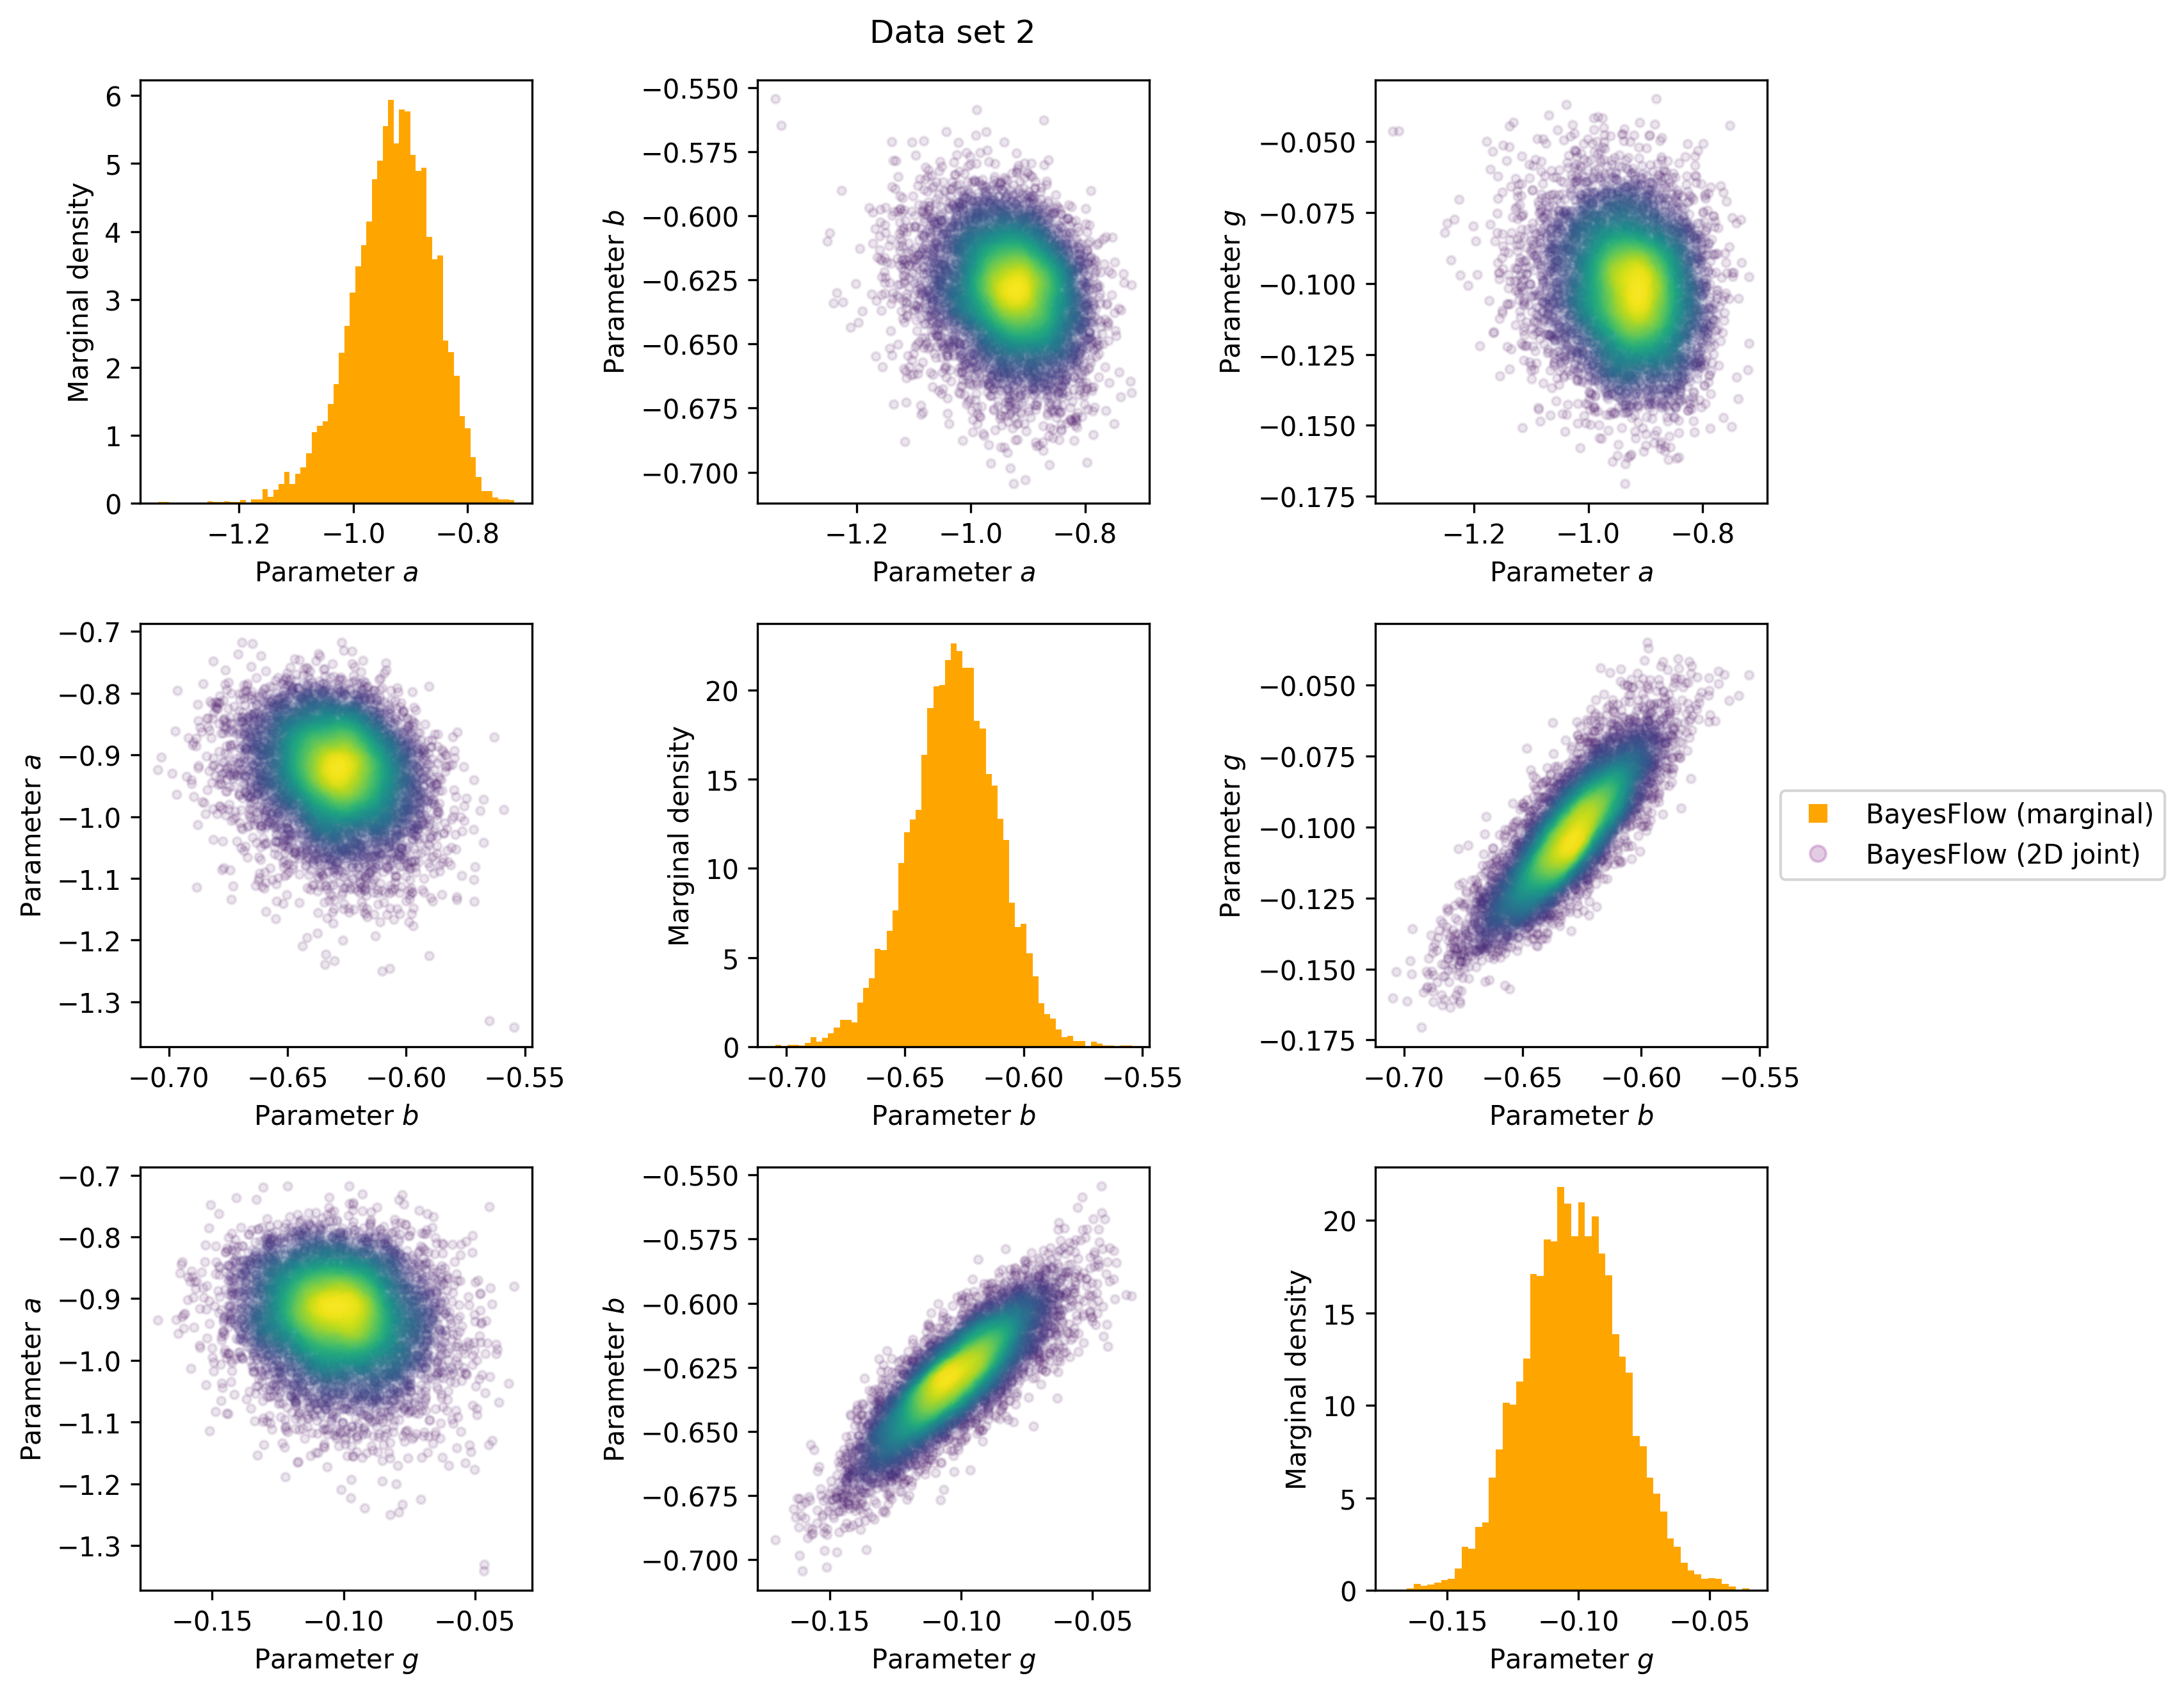 Data set 2
Marginal density
6
5
4
3
2
1
0
−1.2 −1.0 −0.8
Parameter a
Parameter b
−0.550
−0.575
−0.600
−0.625
−0.650
−0.675
−0.700
−1.2 −1.0 −0.8
Parameter a
Parameter g
−0.050
−0.075
−0.100
−0.125
−0.150
−0.175
−1.2 −1.0 −0.8
Parameter a
Parameter a
−0.7
−0.8
−0.9
−1.0
−1.1
−1.2
−1.3
−0.70 −0.65 −0.60 −0.55
Parameter b
Marginal density
20
15
10
5
0
−0.70 −0.65 −0.60 −0.55
Parameter b
Parameter g
−0.050
−0.075
−0.100
−0.125
−0.150
−0.175
−0.70 −0.65 −0.60 −0.55
Parameter b
BayesFlow (marginal)
BayesFlow (2D joint)
Parameter a
−0.7
−0.8
−0.9
−1.0
−1.1
−1.2
−1.3
−0.15 −0.10 −0.05
Parameter g
Parameter b
−0.550
−0.575
−0.600
−0.625
−0.650
−0.675
−0.700
−0.15 −0.10 −0.05
Parameter g
Marginal density
20
15
10
5
0
−0.15 −0.10 −0.05
Parameter g